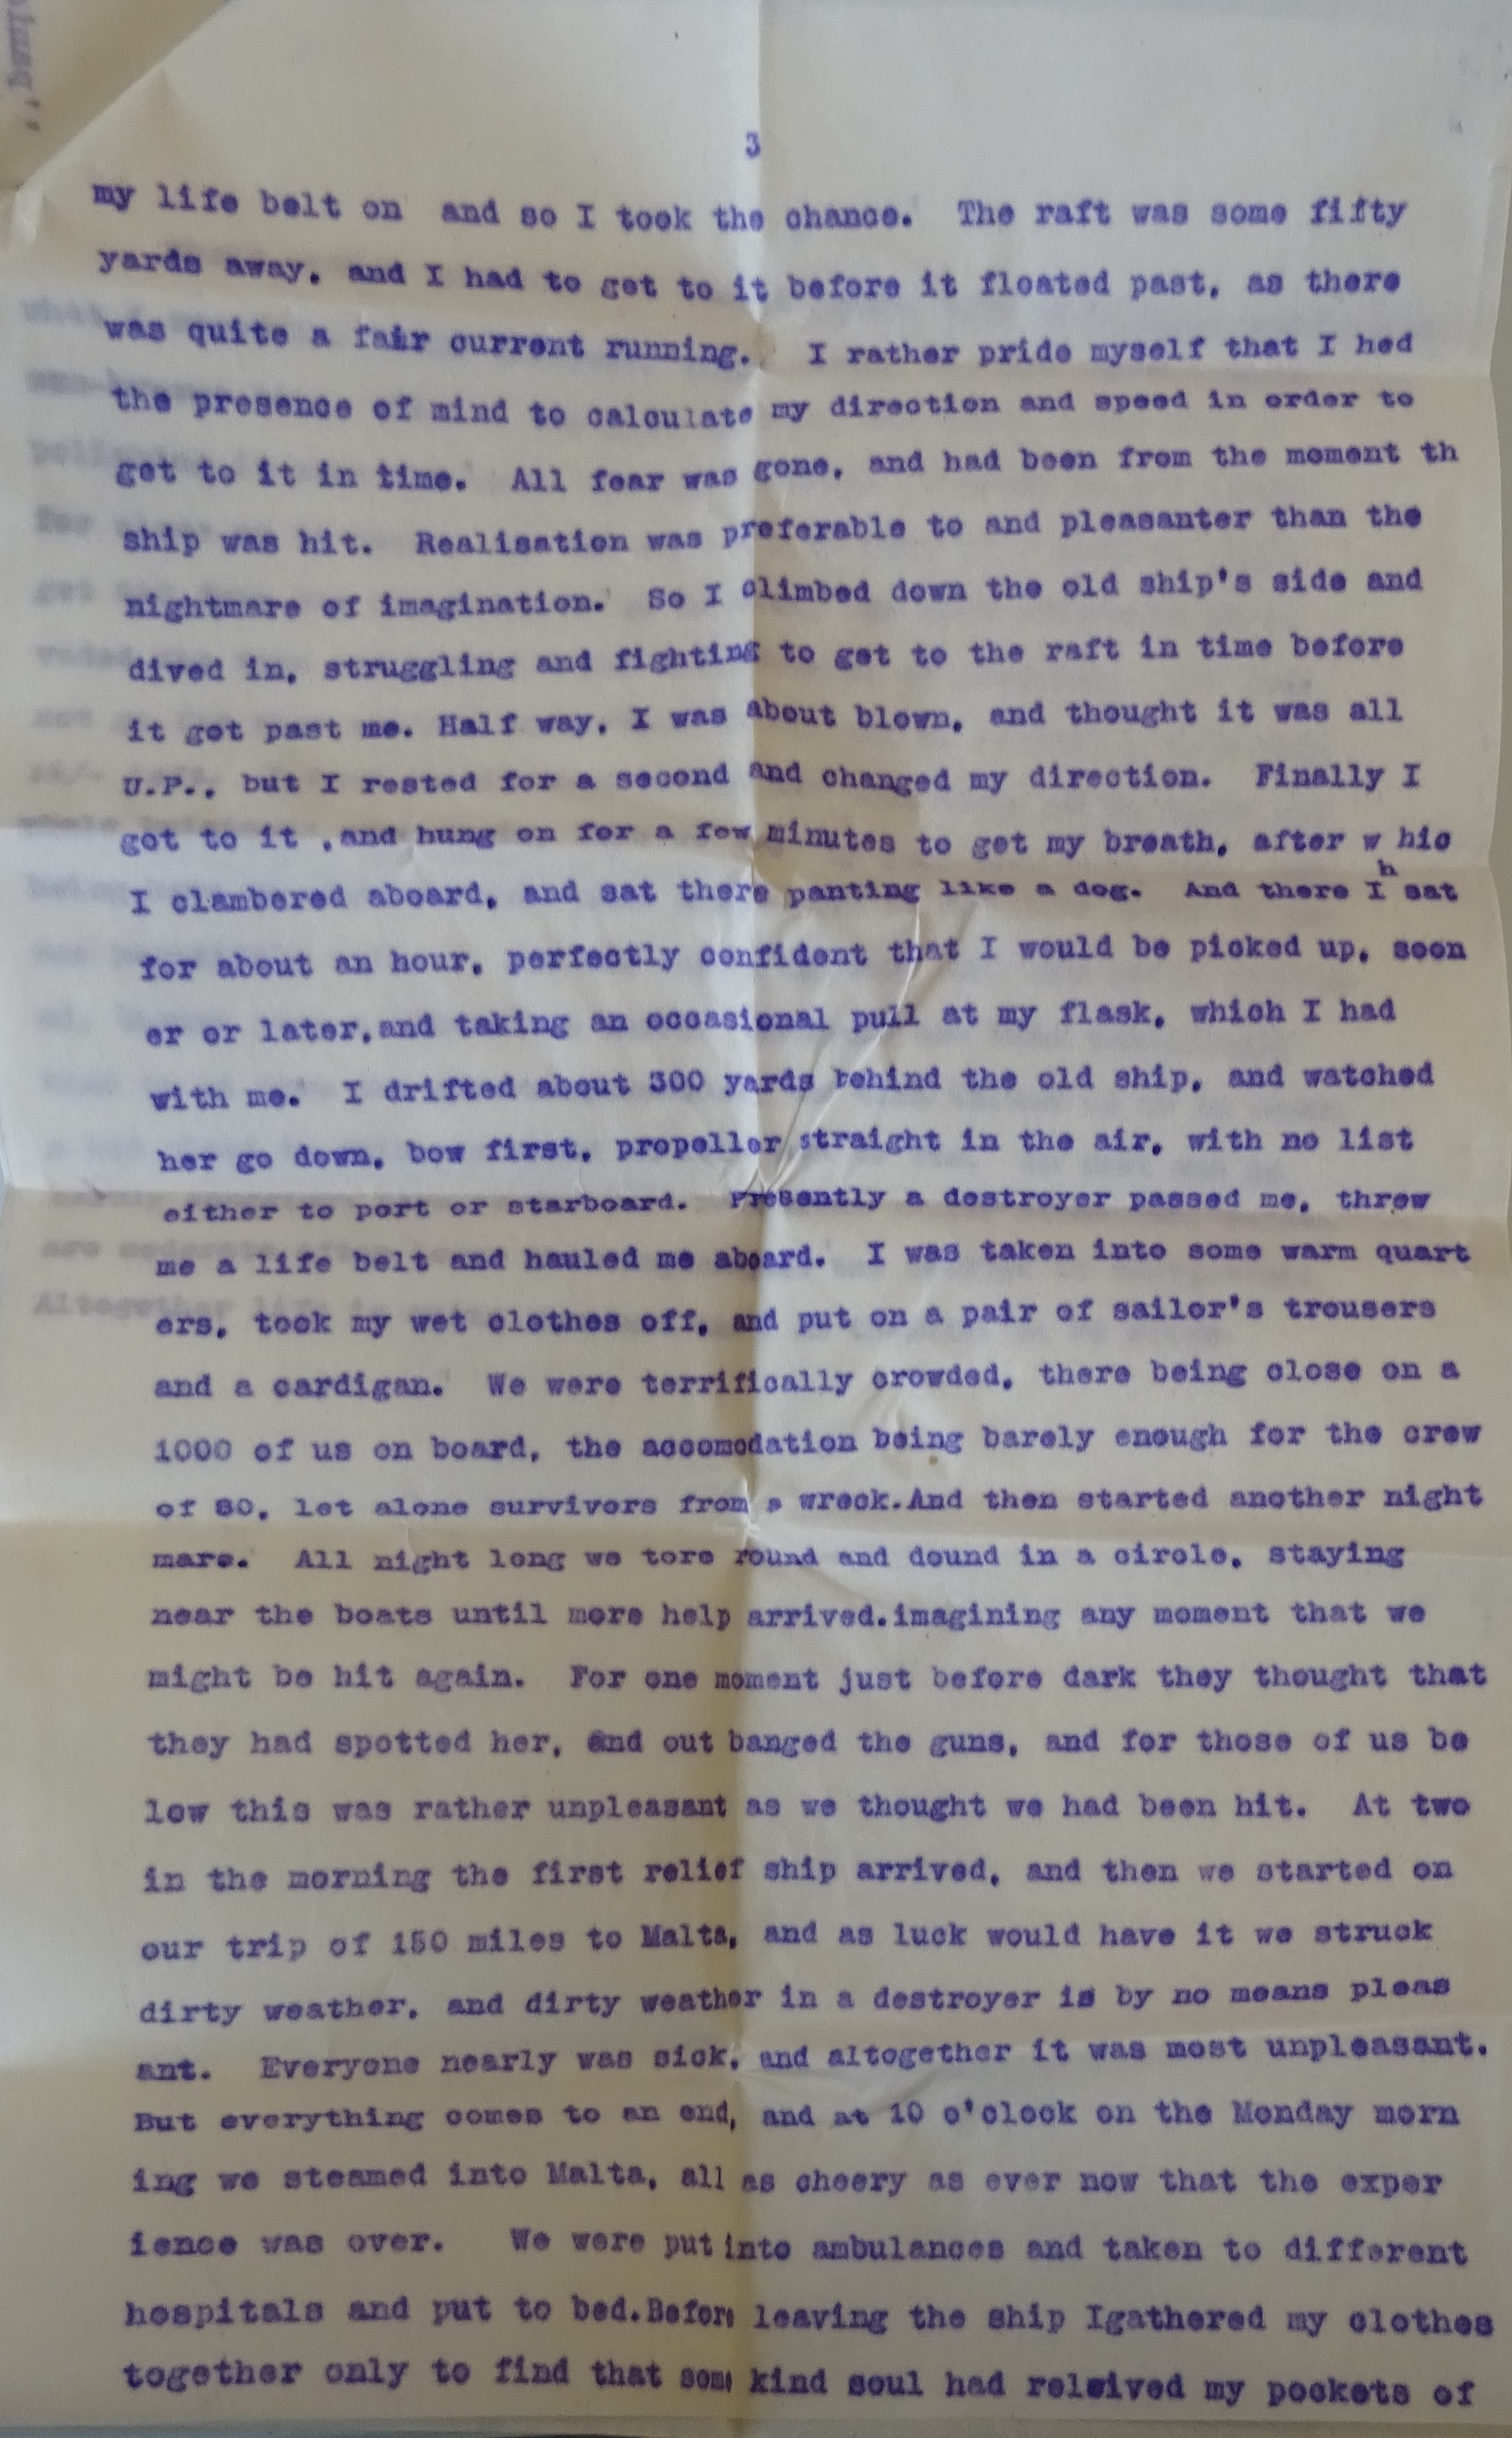 3
my life belt on and so I took the chance. The raft was some fifty
yards away, and I had to get to it before it floated past, as there
was quite a fair current running. I rather pride myself that I had
the presence of mind to calculate my direction and speed in order to
get to it in time. All fear was gone, and had been from the moment th
ship was hit. Realisation was preferable to and pleasanter than the
nightmare of imagination. So I climbed down the old ship's side and
dived in, struggling and fighting to get to the raft in time before
it got past me. Half way, I was about blown, and thought it was all
U.P., but I rested for a second and changed my direction. Finally I
got to it ,and hung on for a few minutes to get my breath, after w hic
h
I clambered aboard, and sat there panting like a dog. And there I sat
for about an hour, perfectly confident that I would be picked up, soon
er or later,and taking an occasional pull at my flask, which I had
with me. I drifted about 300 yards behind the old ship, and watched
her go down, bow first, propeller straight in the air, with no list
either to port or starboard. Presently a destroyer passed me, threw
me a life belt and hauled me aboard. I was taken into some warm quart
ers, took my wet clothes off, and put on a pair of sailor's trousers
and a cardigan. We were terrifically crowded, there being close on a
1000 of us on board, the accomodation being barely enough for the crew
of 80, let alone survivors from a wreck.And then started another night
mare. All night long we tore round and dound in a circle, staying
near the boats until more help arrived.imagining any moment that we
might be hit again. For one moment just before dark they thought that
they had spotted her, and out banged the guns, and for those of us be
low this was rather unpleasant as we thought we had been hit. At two
in the morning the first relief ship arrived, and then we started on
our trip of 150 miles to Malta, and as luck would have it we struck
dirty weather, and dirty weather in a destroyer is by no means pleas
ant. Everyone nearly was sick, and altogether it was most unpleasant.
But everything comes to an end, and at 10 o'clock on the Monday morn
ing we steamed into Malta, all as cheery as ever now that the exper
ience was over. We were put into ambulances and taken to different
hospitals and put to bed.Before leaving the ship Igathered my clothes
together only to find that some kind soul had releived my pockets of